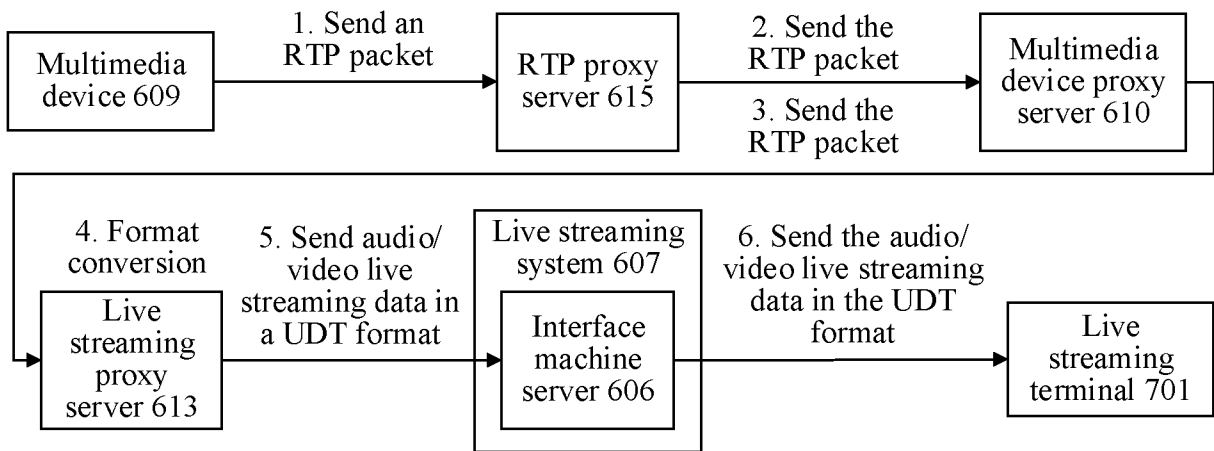 1. Send an
RTP packet
2. Send the
RTP packet
Multimedia
device 609
RTP proxy
server 615
Multimedia
device proxy
server 610
3. Send the
RTP packet
4. Format
conversion
5. Send audio/
video live
streaming data in
a UDT format
Live streaming
system 607
6. Send the audio/
video live streaming
data in the UDT
format
Live
streaming
proxy
server 613
Interface
machine
server 606
Live
streaming
terminal 701